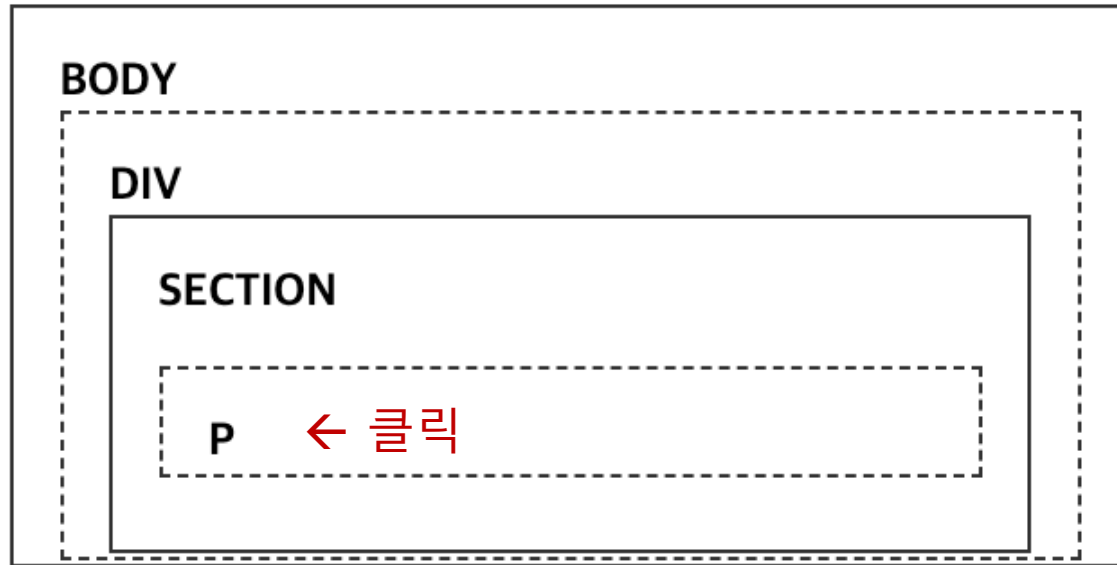 BODY
DIV
SECTION
P ← 클릭